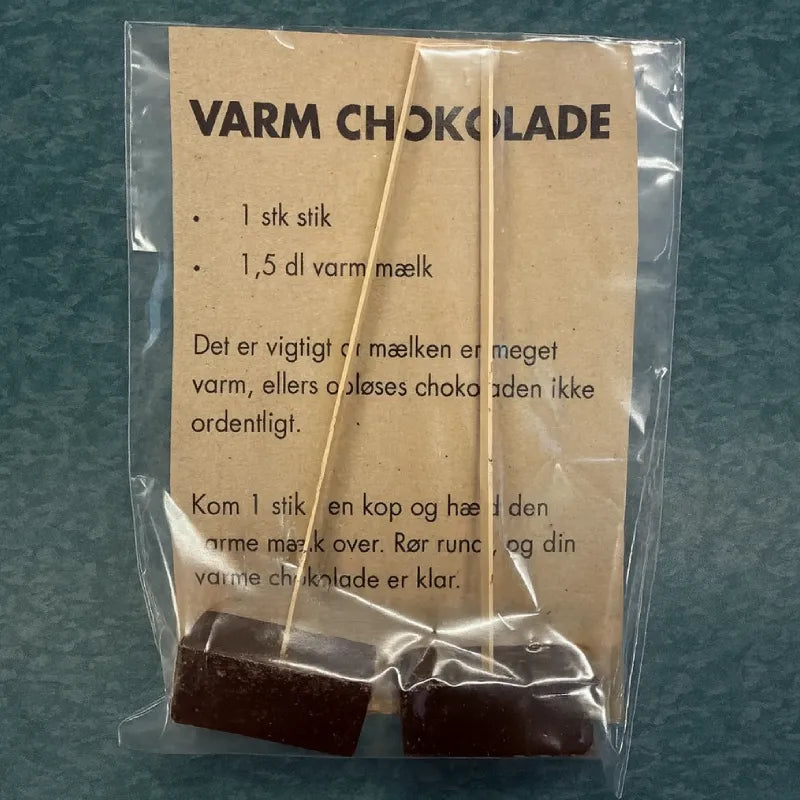 VARM CHOKOLADE
• 1 stk stik
• 1,5 dl varm mælk
Det er vigtigt at mælken er meget
varm, ellers opløses chokoladen ikke
ordentligt.
Kom 1 stik i en kop og hæld den
varme mælk over. Rør rundt, og din
varme chokolade er klar.